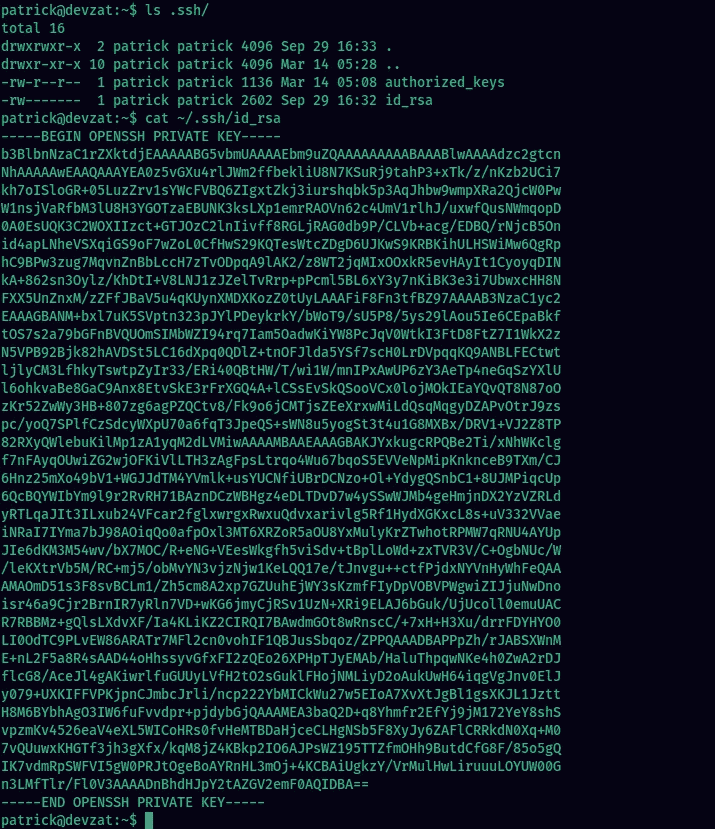 patrick@devzat:~$ ls .ssh/
total 16
drwxrwxr-x  2 patrick patrick 4096 Sep 29 16:33 .
drwxr-xr-x 10 patrick patrick 4096 Mar 14 05:28 ..
-rw-r--r--  1 patrick patrick 1136 Mar 14 05:08 authorized_keys
-rw-------  1 patrick patrick 2602 Sep 29 16:32 id_rsa
patrick@devzat:~$ cat ~/.ssh/id_rsa
-----BEGIN OPENSSH PRIVATE KEY-----
b3BlbnNzaC1rZXktdjEAAAAABG5vbmUAAAAEbm9uZQAAAAAAAAABAAABlwAAAAdzc2gtcn
NhAAAAAwEAAQAAAYEA0z5vGXu4rlJWm2ffbekliU8N7KSuRj9tahP3+xTk/z/nKzb2UCi7
kh7oISloGR+05LuzZrv1sYWcFVBQ6ZIgxtZkj3iurshqbk5p3AqJhbw9wmpXRa2QjcW0Pw
W1nsjVaRfbM3lU8H3YGOTzaEBUNK3ksLXp1emrRAOVn62c4UmV1rlhJ/uxwfQusNWmqopD
0A0EsUQK3C2WOXIIzct+GTJOzC2lnIivff8RGLjRAG0db9P/CLVb+acg/EDBQ/rNjcB5On
id4apLNheVSXqiGS9oF7wZoL0CfHwS29KQTesWtcZDgD6UJKwS9KRBKihULHSWiMw6QgRp
hC9BPw3zug7MqvnZnBbLccH7zTvODpqA9lAK2/z8WT2jqMIxOOxkR5evHAyIt1CyoyqDIN
kA+862sn3Oylz/KhDtI+V8LNJ1zJZelTvRrp+pPcml5BL6xY3y7nKiBK3e3i7UbwxcHH8N
FXX5UnZnxM/zZFfJBaV5u4qKUynXMDXKozZ0tUyLAAAFiF8Fn3tfBZ97AAAAB3NzaC1yc2
EAAAGBANM+bxl7uK5SVptn323pJYlPDeykrkY/bWoT9/sU5P8/5ys29lAou5Ie6CEpaBkf
tOS7s2a79bGFnBVQUOmSIMbWZI94rq7Iam5OadwKiYW8PcJqV0WtkI3FtD8FtZ7I1WkX2z
N5VPB92Bjk82hAVDSt5LC16dXpq0QDlZ+tnOFJlda5YSf7scH0LrDVpqqKQ9ANBLFECtwt
ljlyCM3LfhkyTswtpZyIr33/ERi40QBtHW/T/wi1W/mnIPxAwUP6zY3AeTp4neGqSzYXlU
l6ohkvaBe8GaC9Anx8EtvSkE3rFrXGQ4A+lCSsEvSkQSooVCx0lojMOkIEaYQvQT8N87oO
zKr52ZwWy3HB+807zg6agPZQCtv8/Fk9o6jCMTjsZEeXrxwMiLdQsqMqgyDZAPvOtrJ9zs
pc/yoQ7SPlfCzSdcyWXpU70a6fqT3JpeQS+sWN8u5yogSt3t4u1G8MXBx/DRV1+VJ2Z8TP
82RXyQWlebuKilMp1zA1yqM2dLVMiwAAAAMBAAEAAAGBAKJYxkugcRPQBe2Ti/xNhWKclg
f7nFAyqOUwiZG2wjOFKiVlLTH3zAgFpsLtrqo4Wu67bqoS5EVVeNpMipKnknceB9TXm/CJ
6Hnz25mXo49bV1+WGJJdTM4YVmlk+usYUCNfiUBrDCNzo+Ol+YdygQSnbC1+8UJMPiqcUp
6QcBQYWIbYm9l9r2RvRH71BAznDCzWBHgz4eDLTDvD7w4ySSwWJMb4geHmjnDX2YzVZRLd
yRTLqaJIt3ILxub24VFcar2fglxwrgxRwxuQdvxarivlg5Rf1HydXGKxcL8s+uV332VVae
iNRaI7IYma7bJ98AOiqQo0afpOxl3MT6XRZoR5aOU8YxMulyKrZTwhotRPMW7qRNU4AYUp
JIe6dKM3M54wv/bX7MOC/R+eNG+VEesWkgfh5viSdv+tBplLoWd+zxTVR3V/C+OgbNUc/W
/leKXtrVb5M/RC+mj5/obMvYN3vjzNjw1KeLQQ17e/tJnvgu++ctfPjdxNYVnHyWhFeQAA
AMAOmD51s3F8svBCLm1/Zh5cm8A2xp7GZUuhEjWY3sKzmfFIyDpVOBVPWgwiZIJjuNwDno
isr46a9Cjr2BrnIR7yRln7VD+wKG6jmyCjRSv1UzN+XRi9ELAJ6bGuk/UjUcoll0emuUAC
R7RBBMz+gQlsLXdvXF/Ia4KLiKZ2CIRQI7BAwdmGOt8wRnscC/+7xH+H3Xu/drrFDYHYO0
LI0OdTC9PLvEW86ARATr7MFl2cn0vohIF1QBJusSbqoz/ZPPQAAADBAPPpZh/rJABSXWnM
E+nL2F5a8R4sAAD44oHhssyvGfxFI2zQEo26XPHpTJyEMAb/HaluThpqwNKe4h0ZwA2rDJ
flcG8/AceJl4gAKiwrlfuGUUyLVfH2tO2sGuklFHojNMLiyD2oAukUwH64iqgVgJnv0ElJ
y079+UXKIFFVPKjpnCJmbcJrli/ncp222YbMICkWu27w5EIoA7XvXtJgBl1gsXKJL1Jztt
H8M6BYbhAgO3IW6fuFvvdpr+pjdybGjQAAAMEA3baQ2D+q8Yhmfr2EfYj9jM172YeY8shS
vpzmKv4526eaV4eXL5WICoHRs0fvHeMTBDaHjceCLHgNSb5F8XyJy6ZAFlCRRkdN0Xq+M0
7vQUuwxKHGTf3jh3gXfx/kqM8jZ4KBkp2IO6AJPsWZ195TTZfmOHh9ButdCfG8F/85o5gQ
IK7vdmRpSWFVI5gW0PRJtOgeBoAYRnHL3mOj+4KCBAiUgkzY/VrMulHwLiruuuLOYUW00G
n3LMfTlr/Fl0V3AAAADnBhdHJpY2tAZGV2emF0AQIDBA==
-----END OPENSSH PRIVATE KEY-----
patrick@devzat:~$